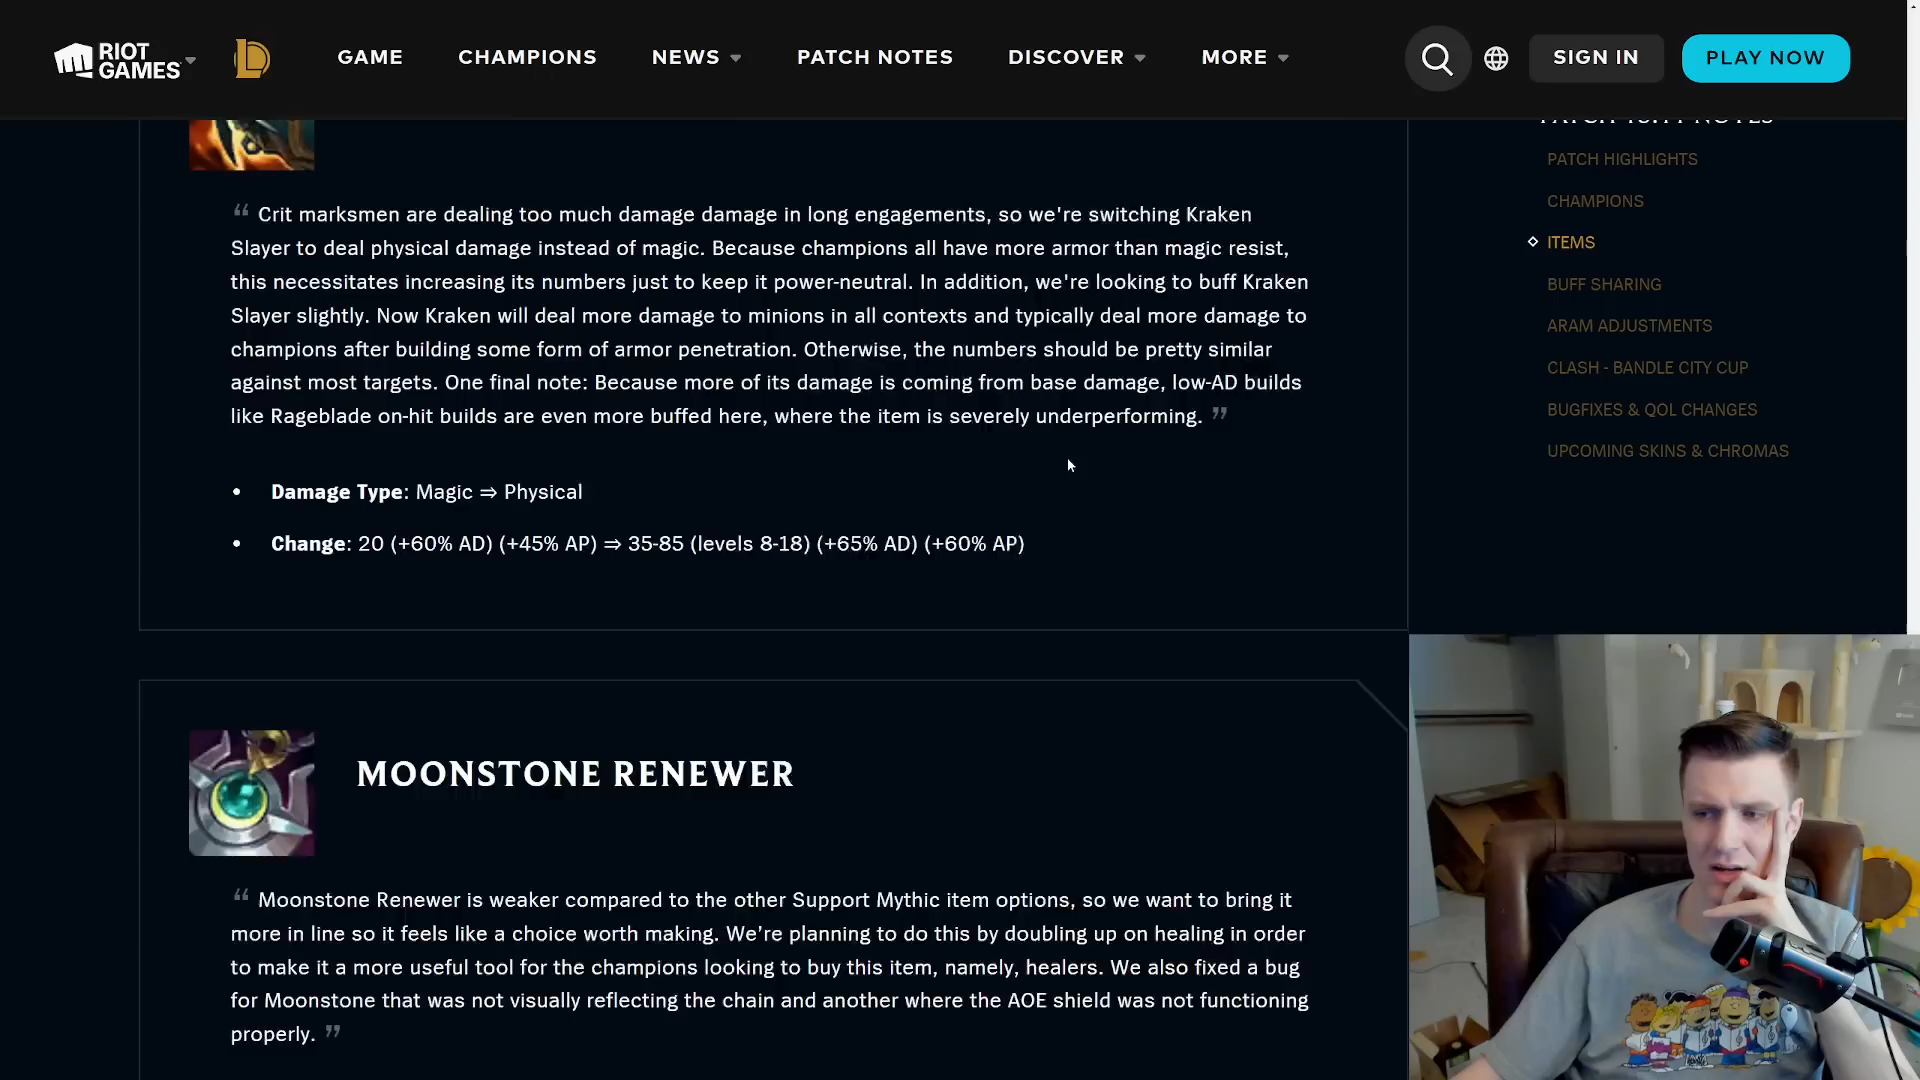 RIOT GAMES
GAME
CHAMPIONS
NEWS
PATCH NOTES
DISCOVER
MORE
SIGN IN
PLAY NOW
PATCH HIGHLIGHTS
CHAMPIONS
ITEMS
BUFF SHARING
ARAM ADJUSTMENTS
CLASH - BANDLE CITY CUP
BUGFIXES & QOL CHANGES
UPCOMING SKINS & CHROMAS
“ Crit marksmen are dealing too much damage damage in long engagements, so we're switching Kraken
Slayer to deal physical damage instead of magic. Because champions all have more armor than magic resist,
this necessitates increasing its numbers just to keep it power-neutral. In addition, we're looking to buff Kraken
Slayer slightly. Now Kraken will deal more damage to minions in all contexts and typically deal more damage to
champions after building some form of armor penetration. Otherwise, the numbers should be pretty similar
against most targets. One final note: Because more of its damage is coming from base damage, low-AD builds
like Rageblade on-hit builds are even more buffed here, where the item is severely underperforming. ”
• Damage Type: Magic ⇒ Physical
• Change: 20 (+60% AD) (+45% AP) ⇒ 35-85 (levels 8-18) (+65% AD) (+60% AP)
MOONSTONE RENEWER
“ Moonstone Renewer is weaker compared to the other Support Mythic item options, so we want to bring it
more in line so it feels like a choice worth making. We’re planning to do this by doubling up on healing in order
to make it a more useful tool for the champions looking to buy this item, namely, healers. We also fixed a bug
for Moonstone that was not visually reflecting the chain and another where the AOE shield was not functioning
properly. ”